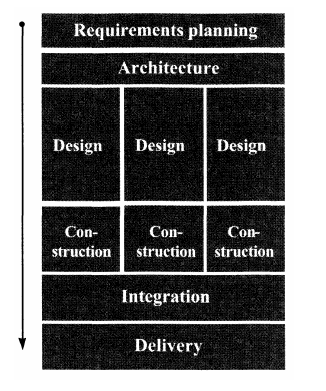 Requirements planning
Architecture
Design Design Design
Con- Con- Con-
struction struction struction
Integration
Delivery